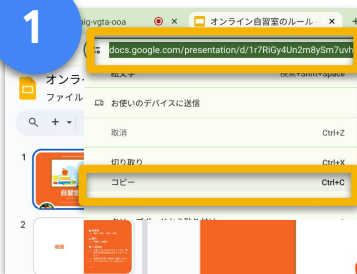 1
big-vgta-ooa
オンライン自習室のルール -
docs.google.com/presentation/d/1r7RiGy4Un2m8ySm7uvh
絵文字
検索+Shift+Space
オンラ
ファイル
お使いのデバイスに送信
取消
Ctrl+Z
切り取り
Ctrl+X
コピー
Ctrl+C
1
自習室
2
概要